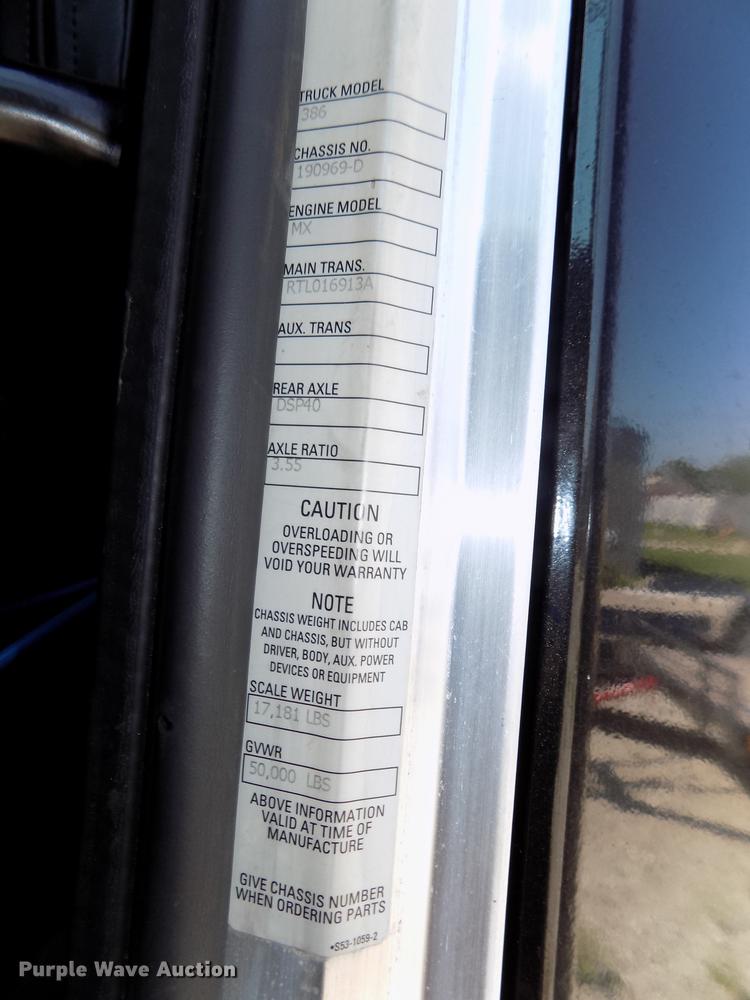 TRUCK MODEL
386
CHASSIS NO.
190969-D
ENGINE MODEL
MX
MAIN TRANS.
RTLO16913A
AUX. TRANS
REAR AXLE
DSP40
AXLE RATIO
3.55
CAUTION
OVERLOADING OR
OVERSPEEDING WILL
VOID YOUR WARRANTY
NOTE
CHASSIS WEIGHT INCLUDES CAB
AND CHASSIS, BUT WITHOUT
DRIVER, BODY, AUX. POWER
DEVICES OR EQUIPMENT
SCALE WEIGHT
17,181 LBS
GVWR
50,000 LBS
ABOVE INFORMATION
VALID AT TIME OF
MANUFACTURE
GIVE CHASSIS NUMBER
WHEN ORDERING PARTS
•S53-1059-2
Purple Wave Auction